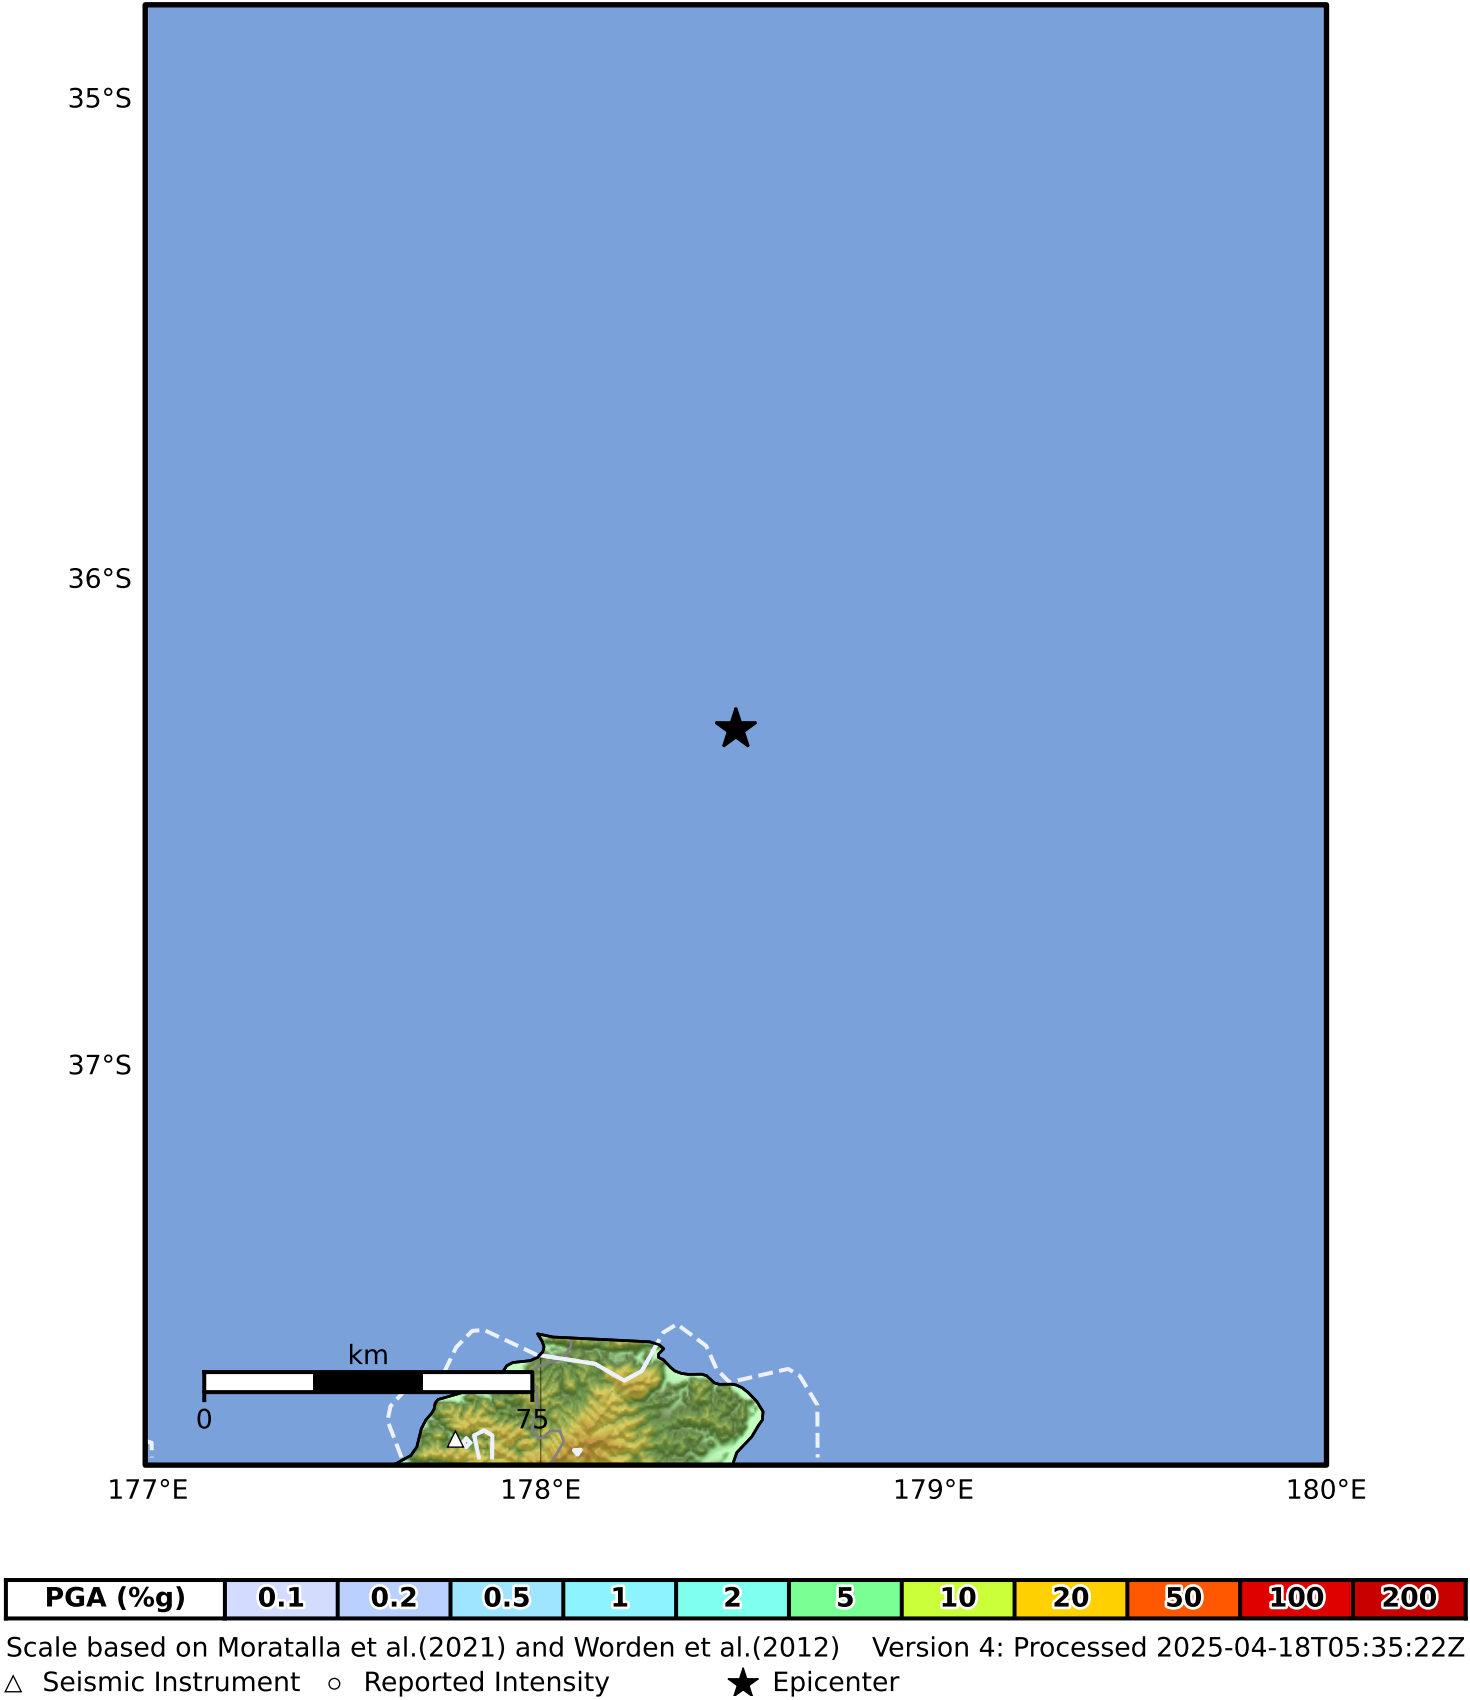 35°S
36°S
37°S
km
0 75
177°E 178°E 179°E 180°E
PGA (%g) 0.1 0.2 0.5 1 2 5 10 20 50 100 200
Scale based on Moratalla et al.(2021) and Worden et al.(2012) Version 4: Processed 2025-04-18T05:35:22Z
Seismic Instrument Reported Intensity Epicenter